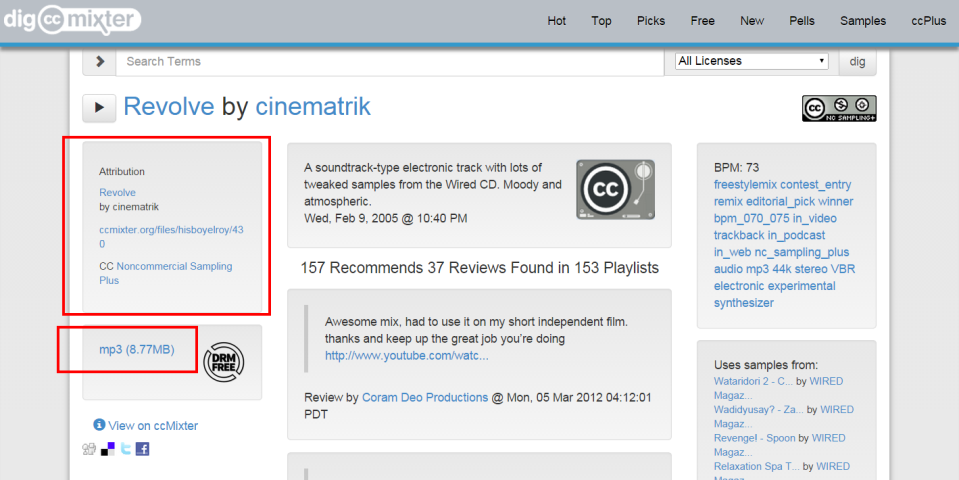 dig cc mixter
Hot Top Picks Free New Pells Samples ccPlus
Search Terms
All Licenses
dig
Revolve by cinematrik
cc
NC SAMPLING+
Attribution
Revolve
by cinematrik
ccmixter.org/files/hisboyelroy/43
0
CC Noncommercial Sampling
Plus
mp3 (8.77MB)
DRM
FREE
View on ccMixter
A soundtrack-type electronic track with lots of
tweaked samples from the Wired CD. Moody and
atmospheric.
Wed, Feb 9, 2005 @ 10:40 PM
cc
157 Recommends 37 Reviews Found in 153 Playlists
Awesome mix, had to use it on my short independent film.
thanks and keep up the great job you're doing
http://www.youtube.com/watc...
Review by Coram Deo Productions @ Mon, 05 Mar 2012 04:12:01
PDT
BPM: 73
freestylemix contest_entry
remix editorial_pick winner
bpm_070_075 in_video
trackback in_podcast
in_web nc_sampling_plus
audio mp3 44k stereo VBR
electronic experimental
synthesizer
Uses samples from:
Wataridori 2 - C... by WIRED
Magaz...
Wadidyusay? - Za... by WIRED
Magaz...
Revenge! - Spoon by WIRED
Magaz...
Relaxation Spa T... by WIRED
Magaz...